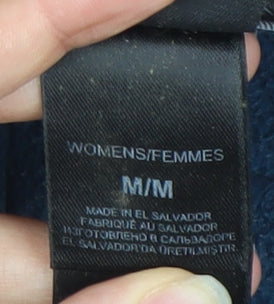 WOMENS/FEMMES
M/M
MADE IN EL SALVADOR
FABRIQUÉ AU SALVADOR
ИЗГОТОВЛЕНО В САЛЬВАДОРЕ
EL SALVADOR'DA ÜRETILMIŞTIR